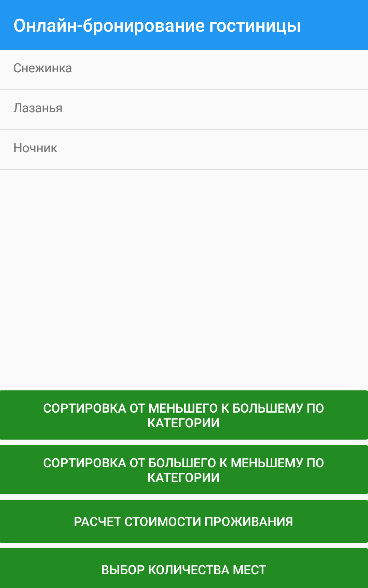 Онлайн-бронирование гостиницы
Снежинка
Лазанья
Ночник
СОРТИРОВКА ОТ МЕНЬШЕГО К БОЛЬШЕМУ ПО
КАТЕГОРИИ
СОРТИРОВКА ОТ БОЛЬШЕГО К МЕНЬШЕМУ ПО
КАТЕГОРИИ
РАСЧЕТ СТОИМОСТИ ПРОЖИВАНИЯ
ВЫБОР КОЛИЧЕСТВА МЕСТ